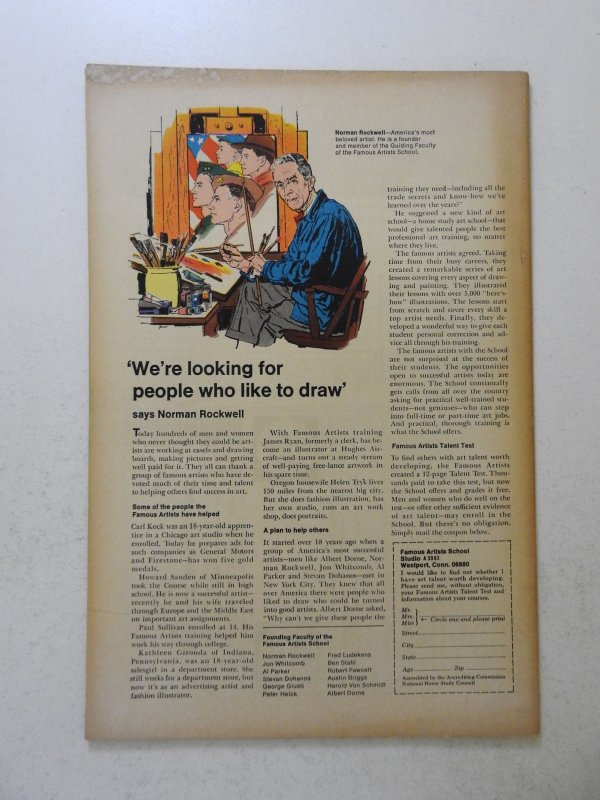 Norman Rockwell—America's most
beloved artist. He is a founder
and member of the Guiding Faculty
of the Famous Artists School.
'We're looking for
people who like to draw'
says Norman Rockwell
Today hundreds of men and women
who never thought they could be art-
ists are working at easels and drawing
boards, making pictures and getting
well paid for it. They all can thank a
group of famous artists who have de-
voted much of their time and talent
to helping others find success in art.
Some of the people the
Famous Artists have helped
Carl Kock was an 18-year-old appren-
tice in a Chicago art studio when he
enrolled. Today he prepares ads for
such companies as General Motors
and Firestone—has won five gold
medals.
Howard Sanden of Minneapolis
took the Course while still in high
school. He is now a successful artist—
recently he and his wife traveled
through Europe and the Middle East
on important art assignments.
Paul Sullivan enrolled at 14. His
Famous Artists training helped him
work his way through college.
Kathleen Gironda of Indiana,
Pennsylvania, was an 18-year-old
salesgirl in a department store. She
still works for a department store, but
now it's as an advertising artist and
fashion illustrator.
With Famous Artists training
James Ryan, formerly a clerk, has be-
come an illustrator at Hughes Air-
craft—and turns out a steady stream
of well-paying free-lance artwork in
his spare time.
Oregon housewife Helen Tryk lives
150 miles from the nearest big city.
But she does fashion illustration, has
her own studio, runs an art work
shop, does portraits.
A plan to help others
It started over 18 years ago when a
group of America's most successful
artists—men like Albert Dorne, Nor-
man Rockwell, Jon Whitcomb, Al
Parker and Stevan Dohanos—met in
New York City. They knew that all
over America there were people who
liked to draw who could be turned
into good artists. Albert Dorne asked,
"Why can't we give these people the
Founding Faculty of the
Famous Artists School
Norman Rockwell
Jon Whitcomb
Al Parker
Steven Dohanos
George Giusti
Peter Helck
Fred Ludekens
Ben Stahl
Robert Fawcett
Austin Briggs
Harold Von Schmidt
Albert Dorne
training they need—including all the
trade secrets and know-how we've
learned over the years?"
He suggested a new kind of art
school—a home study art school—that
would give talented people the best
professional art training, no matter
where they live.
The famous artists agreed. Taking
time from their busy careers, they
created a remarkable series of art
lessons covering every aspect of draw-
ing and painting. They illustrated
their lessons with over 5,000 "here's
how" illustrations. The lessons start
from scratch and cover every skill a
top artist needs. Finally, they de-
veloped a wonderful way to give each
student personal correction and ad-
vice all through his training.
The famous artists with the School
are not surprised at the success of
their students. The opportunities
open to successful artists today are
enormous. The School continually
gets calls from all over the country
asking for practical well-trained stu-
dents—not geniuses—who can step
into full-time or part-time art jobs.
And practical, thorough training is
what the School offers.
Famous Artists Talent Test
To find others with art talent worth
developing, the Famous Artists
created a 12-page Talent Test. Thou-
sands paid to take this test, but now
the School offers and grades it free.
Men and women who do well on the
test—or offer other sufficient evidence
of art talent—may enroll in the
School. But there's no obligation.
Simply mail the coupon below.
Famous Artists School
Studio A5983
Westport, Conn. 06880
I would like to find out whether I
have art talent worth developing.
Please send me, without obligation,
your Famous Artists Talent Test and
information about your courses.
Mr.
Mrs. ← Circle one and please print
Miss
Street
City
State
Age Zip
Accredited by the Accrediting Commission
National Home Study Council